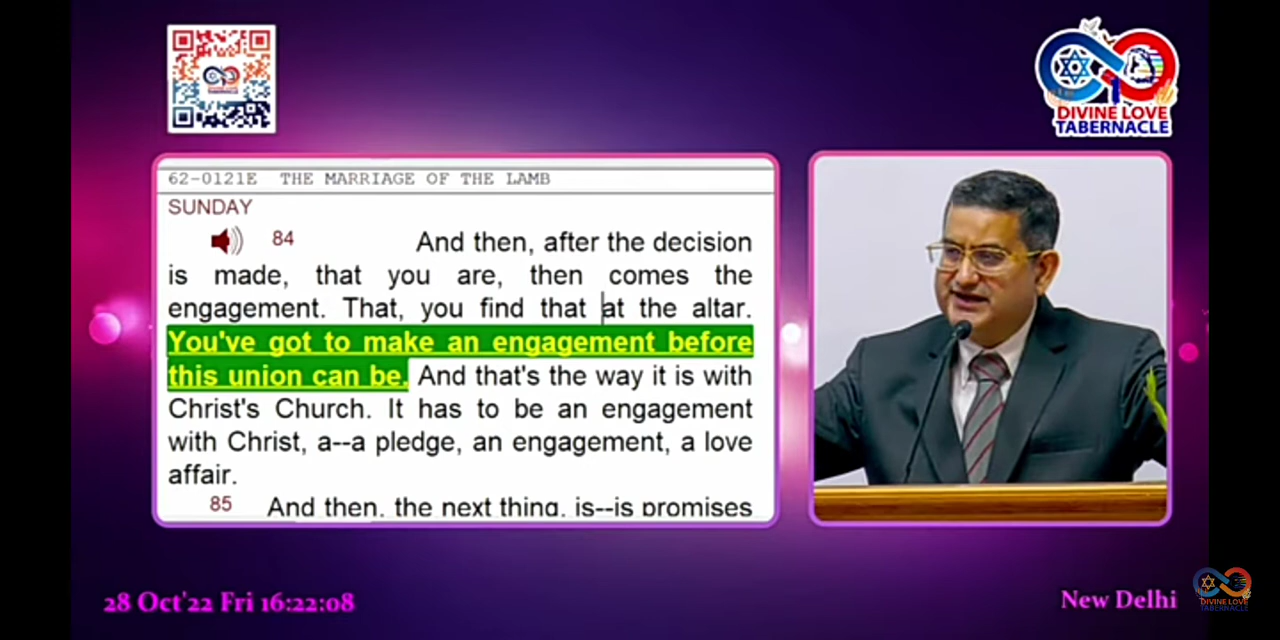 DIVINE LOVE
TABERNACLE
62-0121E THE MARRIAGE OF THE LAMB
SUNDAY
84 And then, after the decision
is made, that you are, then comes the
engagement. That, you find that at the altar.
You've got to make an engagement before
this union can be. And that's the way it is with
Christ's Church. It has to be an engagement
with Christ, a--a pledge, an engagement, a love
affair.
85 And then, the next thing, is--is promises
28 Oct'22 Fri 16:22:08
New Delhi
DIVINE LOVE
TABERNACLE